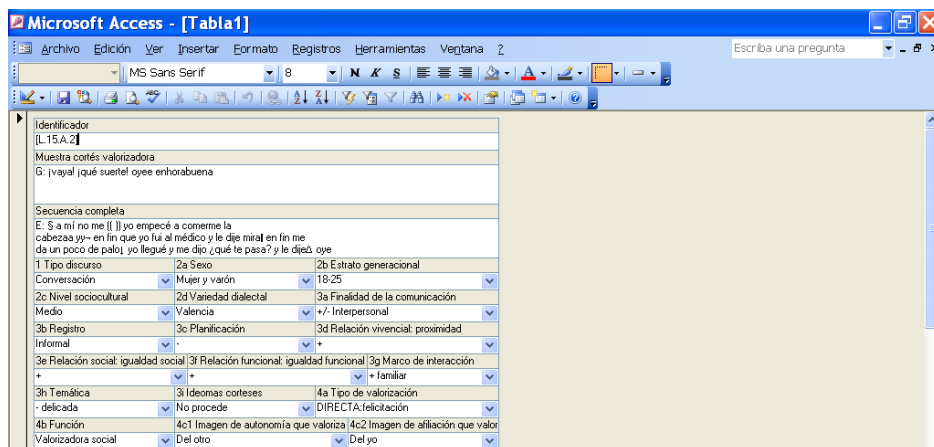 Microsoft Access - [Tabla1]
Archivo Edición Ver Insertar Formato Registros Herramientas Ventana ? Escriba una pregunta
MS Sans Serif 8 N K S
Identificador
[L.15.A.2]
Muestra cortés valorizadora
G: ¡vaya! ¡qué suerte! oyee enhorabuena
Secuencia completa
E: § a mí no me (( )) yo empecé a comerme la
cabezaa yy¬ en fin que yo fui al médico y le dije mira↓ en fin me
da un poco de palo↓ yo llegué y me dijo ¿qué te pasa? y le dije∆ oye
1 Tipo discurso 2a Sexo 2b Estrato generacional
Conversación Mujer y varón 18-25
2c Nivel sociocultural 2d Variedad dialectal 3a Finalidad de la comunicación
Medio Valencia +/- Interpersonal
3b Registro 3c Planificación 3d Relación vivencial: proximidad
Informal - +
3e Relación social: igualdad social 3f Relación funcional: igualdad funcional 3g Marco de interacción
+ + + familiar
3h Temática 3i Ideomas corteses 4a Tipo de valorización
- delicada No procede DIRECTA:felicitación
4b Función 4c1 Imagen de autonomía que valoriza 4c2 Imagen de afiliación que valor
Valorizadora social Del otro Del yo